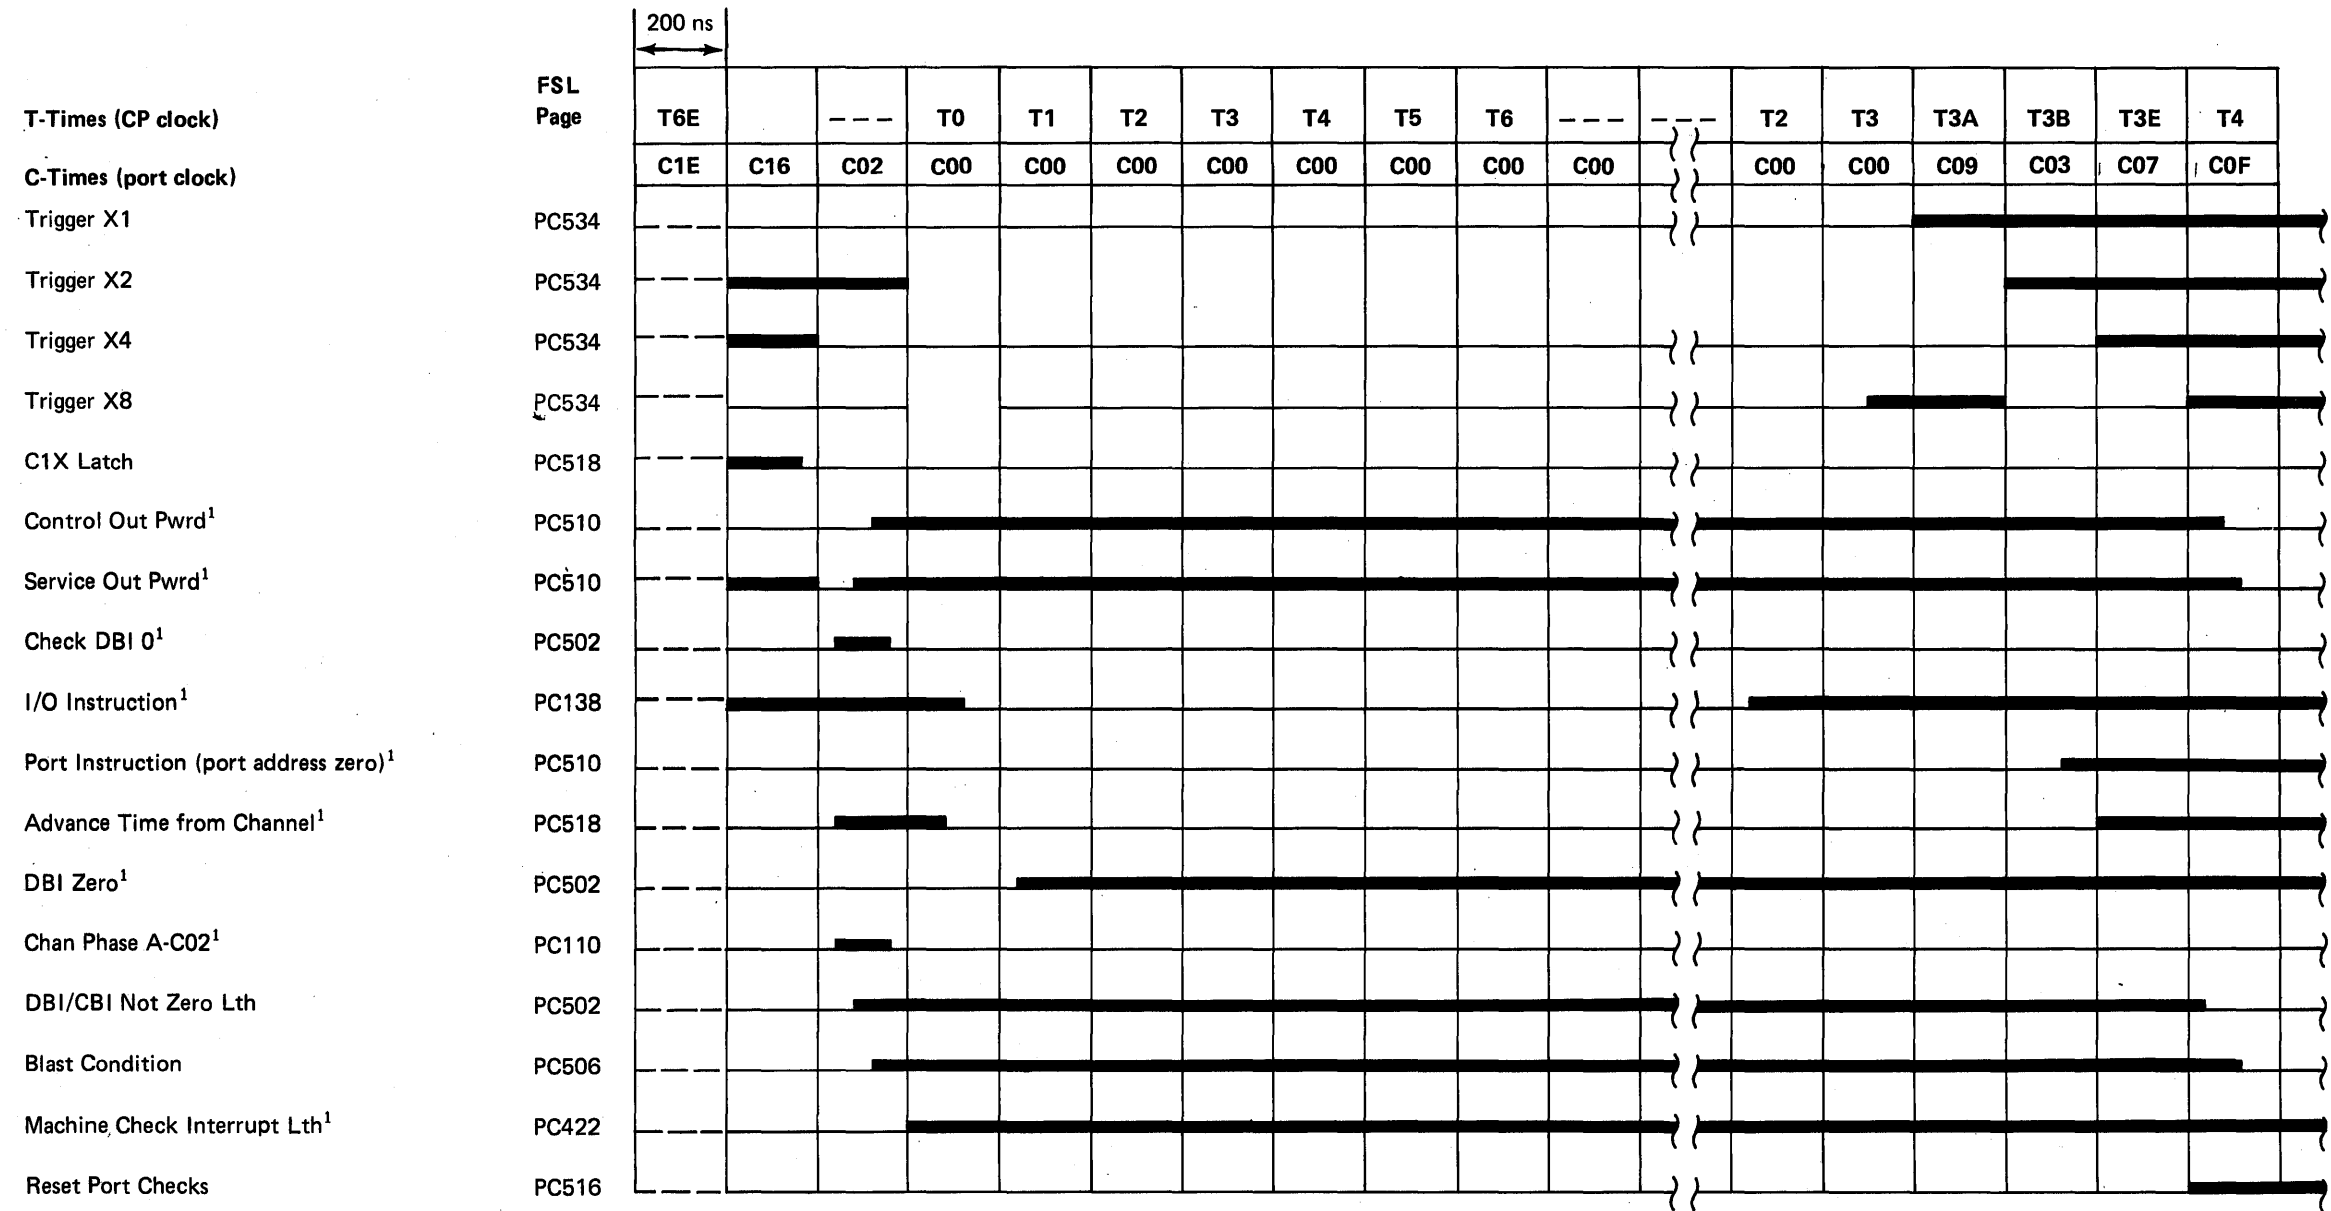 200 ns
FSL
T-Times (CP clock) Page T6E --- T0 T1 T2 T3 T4 T5 T6 --- --- T2 T3 T3A T3B T3E T4
C-Times (port clock) C1E C16 C02 C00 C00 C00 C00 C00 C00 C00 C00 C00 C00 C09 C03 C07 C0F
Trigger X1 PC534
Trigger X2 PC534
Trigger X4 PC534
Trigger X8 PC534
C1X Latch PC518
Control Out Pwrd¹ PC510
Service Out Pwrd¹ PC510
Check DBI 0¹ PC502
I/O Instruction¹ PC138
Port Instruction (port address zero)¹ PC510
Advance Time from Channel¹ PC518
DBI Zero¹ PC502
Chan Phase A-C02¹ PC110
DBI/CBI Not Zero Lth PC502
Blast Condition PC506
Machine Check Interrupt Lth¹ PC422
Reset Port Checks PC516